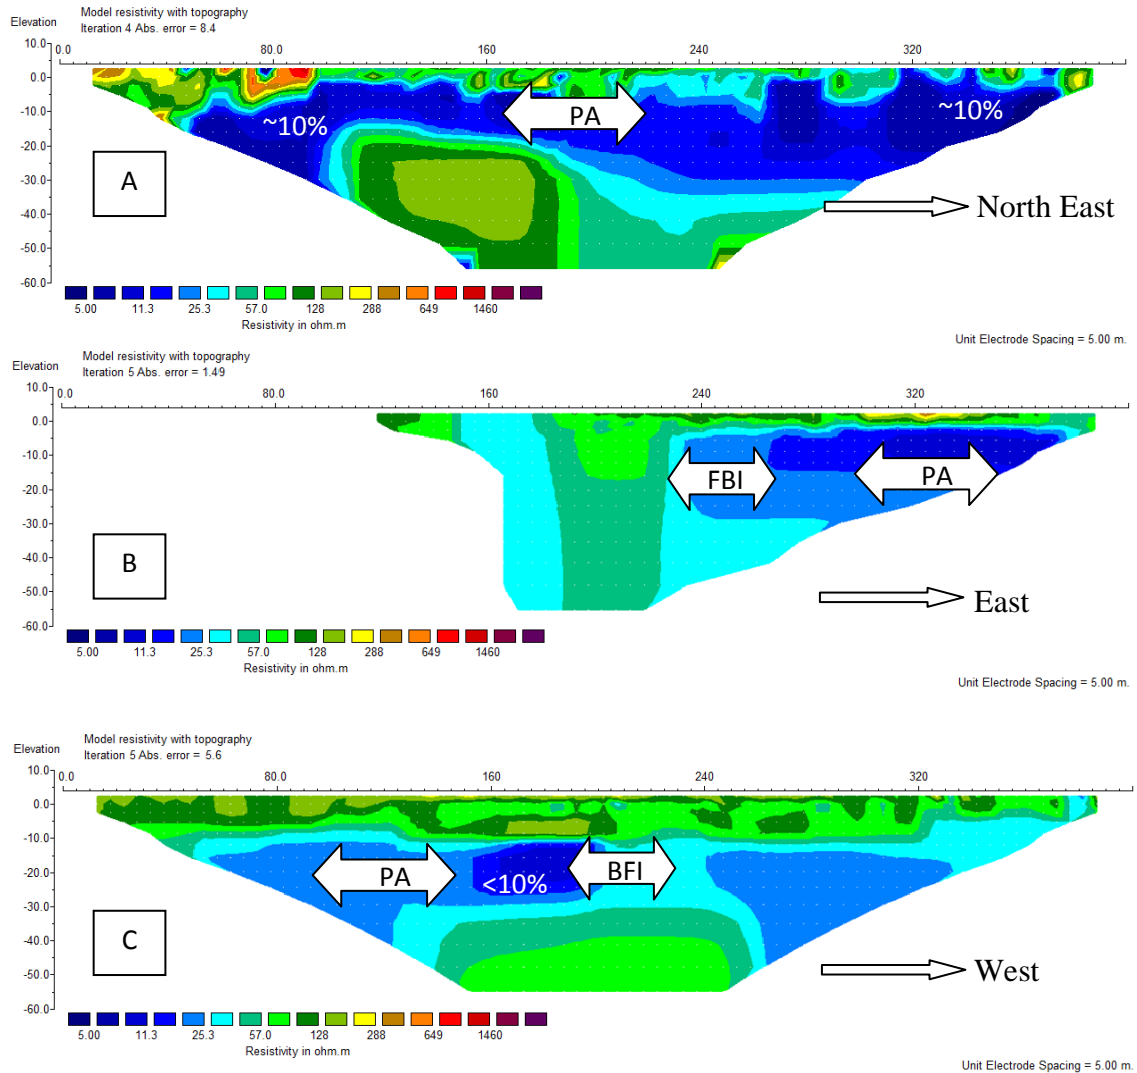 Model resistivity with topography
Elevation Iteration 4 Abs. error = 8.4
10.0 0.0 80.0 160 240 320
0.0
-10.0
~10% PA ~10%
-20.0
A
-30.0
-40.0 North East
-50.0
-60.0
5.00 11.3 25.3 57.0 128 288 649 1460
Resistivity in ohm.m
Unit Electrode Spacing = 5.00 m.
Model resistivity with topography
Elevation Iteration 5 Abs. error = 1.49
10.0 0.0 80.0 160 240 320
0.0
-10.0
FBI PA
-20.0
-30.0
B
-40.0
-50.0 East
-60.0
5.00 11.3 25.3 57.0 128 288 649 1460
Resistivity in ohm.m
Unit Electrode Spacing = 5.00 m.
Model resistivity with topography
Elevation Iteration 5 Abs. error = 5.6
10.0 0.0 80.0 160 240 320
0.0
-10.0
-20.0
PA <10% BFI
-30.0
-40.0
C
-50.0 West
-60.0
5.00 11.3 25.3 57.0 128 288 649 1460
Resistivity in ohm.m
Unit Electrode Spacing = 5.00 m.